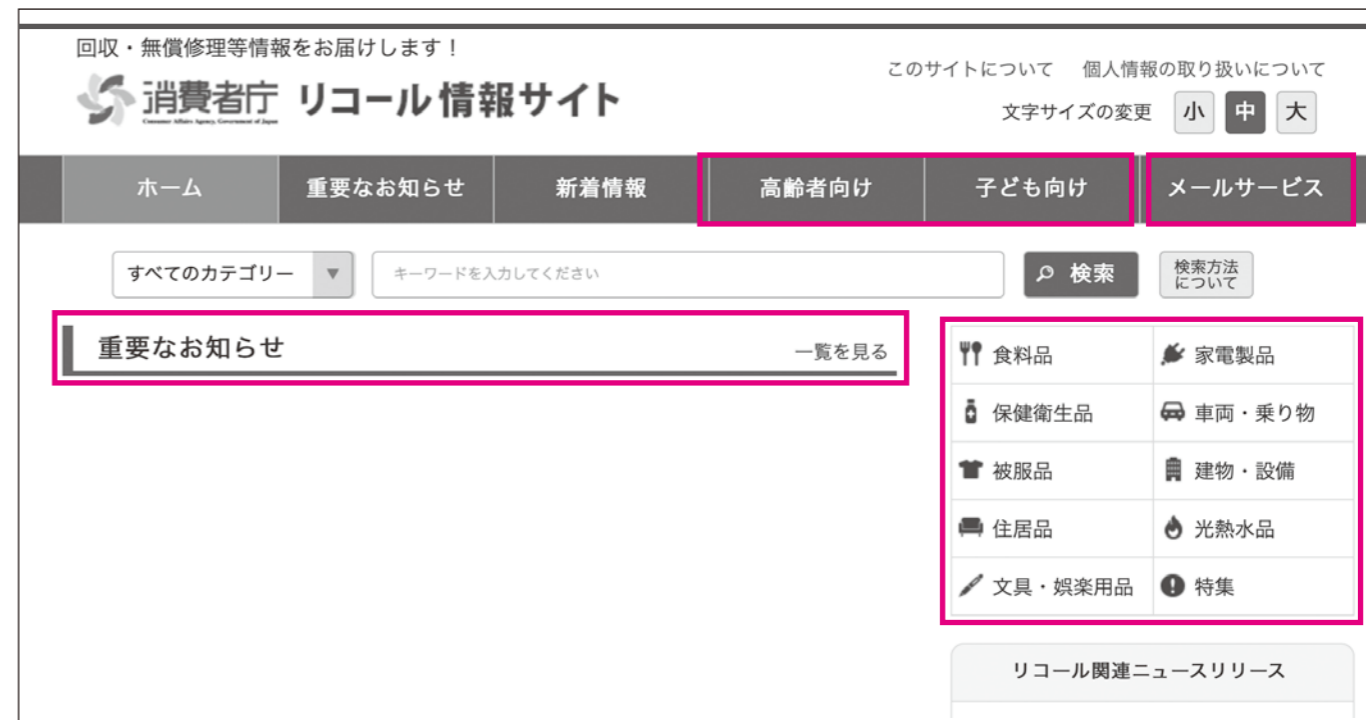 回収・無償修理等情報をお届けします！
このサイトについて 個人情報の取り扱いについて
消費者庁 リコール情報サイト
Consumer Affairs Agency, Government of Japan
文字サイズの変更 小 中 大
ホーム 重要なお知らせ 新着情報 高齢者向け 子ども向け メールサービス
すべてのカテゴリー ▼ キーワードを入力してください 検索 検索方法
について
重要なお知らせ 一覧を見る
食料品 家電製品
保健衛生品 車両・乗り物
被服品 建物・設備
住居品 光熱水品
文具・娯楽用品 特集
リコール関連ニュースリリース